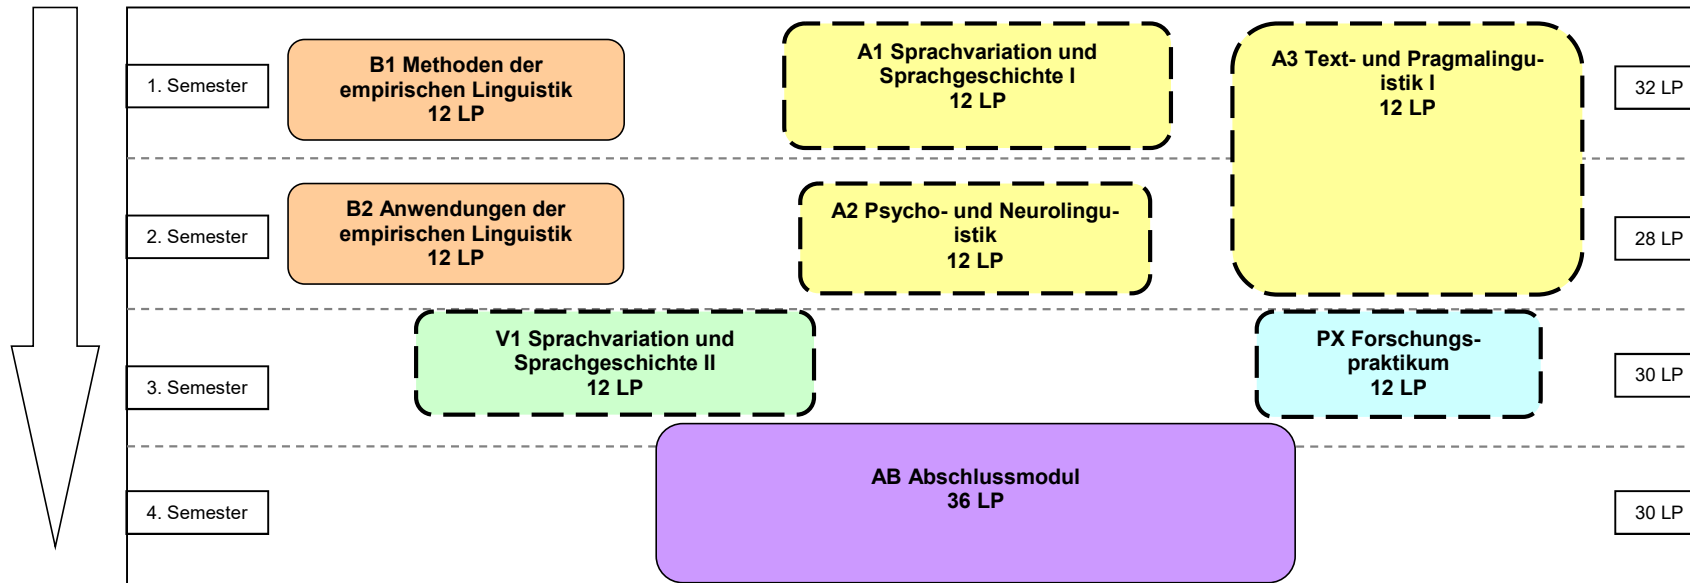 1. Semester
B1 Methoden der
empirischen Linguistik
12 LP
A1 Sprachvariation und
Sprachgeschichte I
12 LP
A3 Text- und Pragmalingu-
istik I
12 LP
32 LP
2. Semester
B2 Anwendungen der
empirischen Linguistik
12 LP
A2 Psycho- und Neurolingu-
istik
12 LP
28 LP
3. Semester
V1 Sprachvariation und
Sprachgeschichte II
12 LP
PX Forschungs-
praktikum
12 LP
30 LP
4. Semester
AB Abschlussmodul
36 LP
30 LP